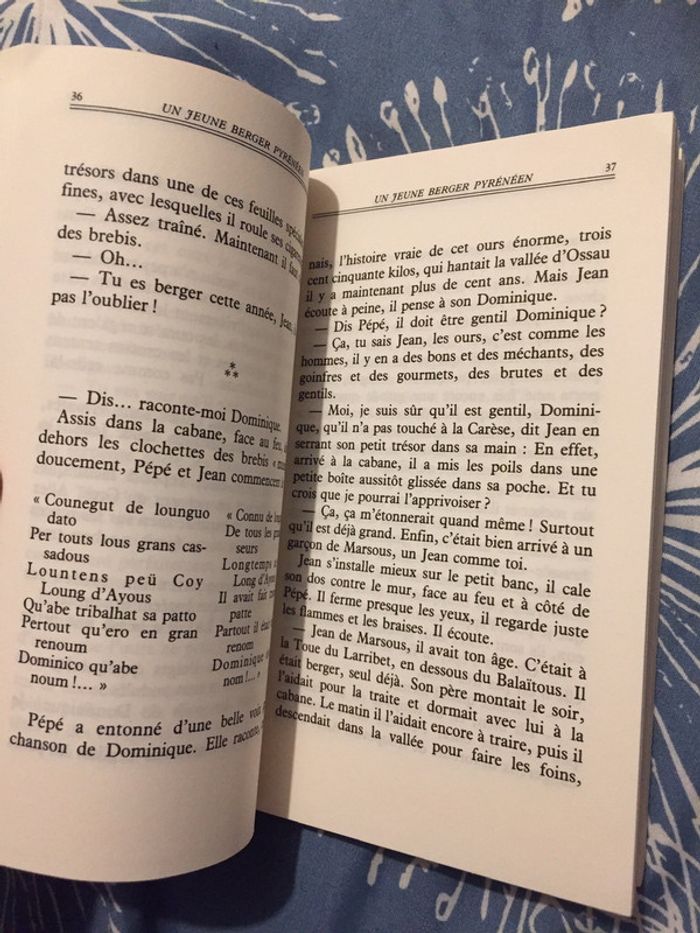 36
UN JEUNE BERGER PYRÉNÉEN
trésors dans une de ces feuilles
fines, avec lesquelles il roule ses
— Assez traîné. Maintenant il
des brebis.
— Oh...
— Tu es berger cette année, Jean,
pas l'oublier !
*
**
— Dis... raconte-moi Dominique.
Assis dans la cabane, face au feu,
dehors les clochettes des brebis «
doucement, Pépé et Jean commencent
« Counegut de lounguo
dato
Per touts lous grans cas-
sadous
Lountens peü Coy
Loung d'Ayous
Qu'abe tribalhat sa patto
Pertout qu'ero en gran
renoum
Dominico qu'abe
noum !... »
« Connu de
De tous les
seurs
Longtemps
Long d'Ayous
Il avait fait
patte
Partout il
renom
Dominique
nom !... »
Pépé a entonné d'une belle voix
chanson de Dominique. Elle raconte,
37
UN JEUNE BERGER PYRÉNÉEN
nais, l'histoire vraie de cet ours énorme, trois
cent cinquante kilos, qui hantait la vallée d'Ossau
il y a maintenant plus de cent ans. Mais Jean
écoute à peine, il pense à son Dominique.
— Dis Pépé, il doit être gentil Dominique ?
— Ça, tu sais Jean, les ours, c'est comme les
hommes, il y en a des bons et des méchants, des
goinfres et des gourmets, des brutes et des
gentils.
— Moi, je suis sûr qu'il est gentil, Domini-
que, qu'il n'a pas touché à la Carèse, dit Jean en
serrant son petit trésor dans sa main : En effet,
arrivé à la cabane, il a mis les poils dans une
petite boîte aussitôt glissée dans sa poche. Et tu
crois que je pourrai l'apprivoiser ?
— Ça, ça m'étonnerait quand même ! Surtout
qu'il est déjà grand. Enfin, c'était bien arrivé à un
garçon de Marsous, un Jean comme toi.
Jean s'installe mieux sur le petit banc, il cale
son dos contre le mur, face au feu et à côté de
Pépé. Il ferme presque les yeux, il regarde juste
les flammes et les braises. Il écoute.
— Jean de Marsous, il avait ton âge. C'était à
la Toue du Larribet, en dessous du Balaïtous. Il
était berger, seul déjà. Son père montait le soir,
l'aidait pour la traite et dormait avec lui à la
cabane. Le matin il l'aidait encore à traire, puis il
descendait dans la vallée pour faire les foins,